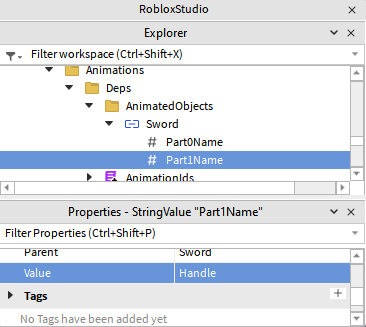 RobloxStudio
Explorer
Filter workspace (Ctrl+Shift+X)
Animations
Deps
AnimatedObjects
Sword
# Part0Name
# Part1Name
AnimationIds
Properties - StringValue "Part1Name"
Filter Properties (Ctrl+Shift+P)
Parent Sword
Value Handle
Tags +
No Tags have been added yet